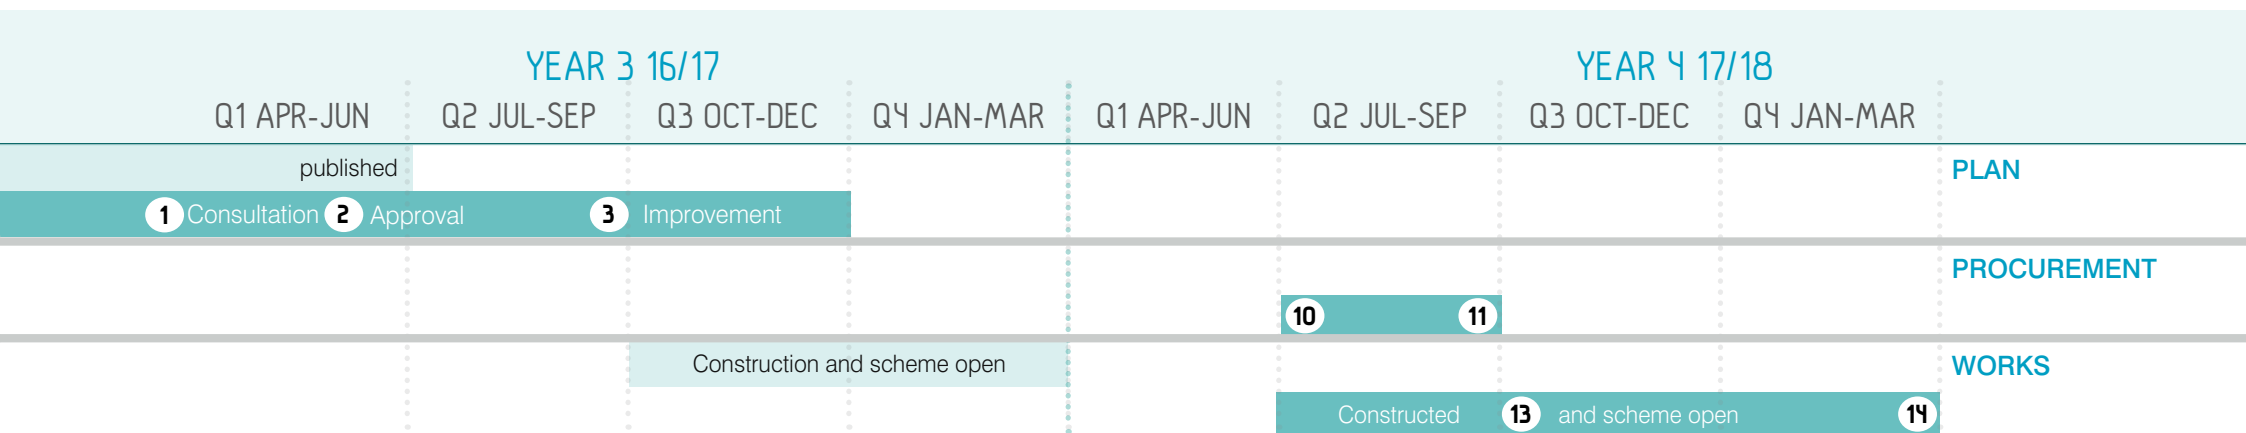 YEAR 3 16/17 YEAR 4 17/18
Q1 APR-JUN Q2 JUL-SEP Q3 OCT-DEC Q4 JAN-MAR Q1 APR-JUN Q2 JUL-SEP Q3 OCT-DEC Q4 JAN-MAR
published PLAN
1 Consultation 2 Approval 3 Improvement
PROCUREMENT
10 11
Construction and scheme open WORKS
Constructed 13 and scheme open 14